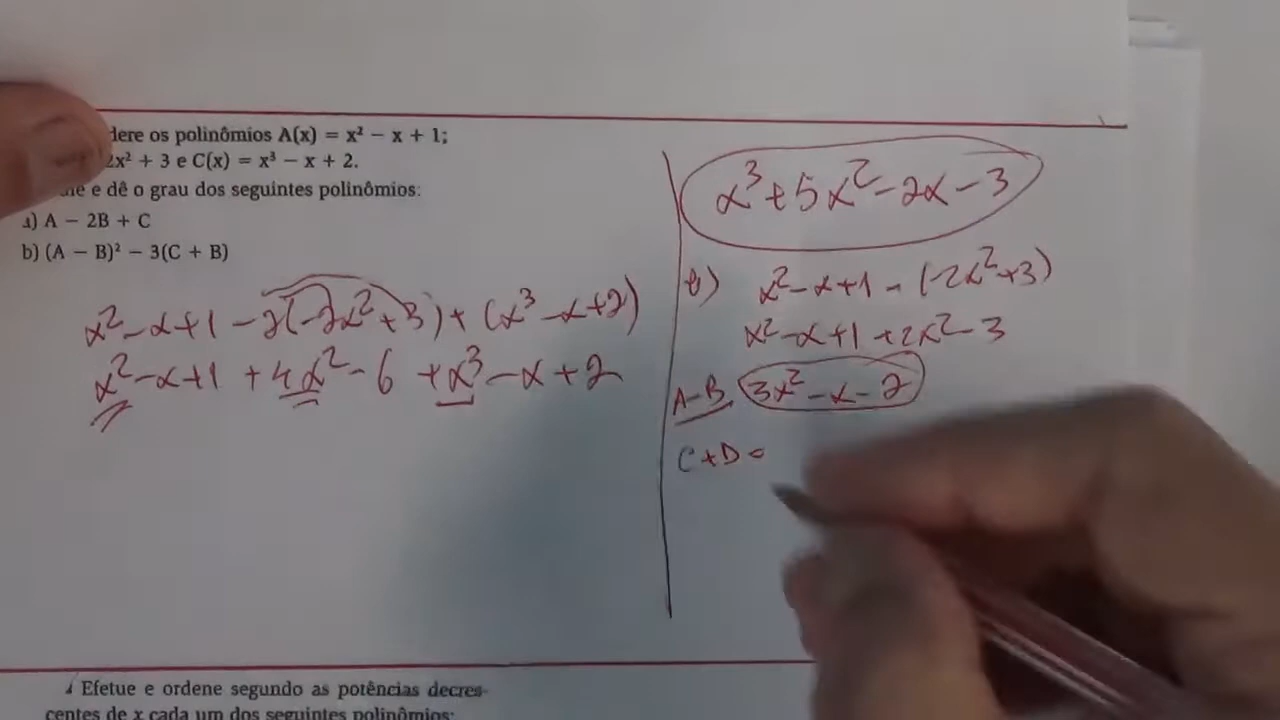 dere os polinômios A(x) = x² − x + 1;
2x² + 3 e C(x) = x³ − x + 2.
ne e dê o grau dos seguintes polinômios:
a) A − 2B + C
b) (A − B)² − 3(C + B)
x² - x + 1 - 2(-2x² + 3) + (x³ - x + 2)
x² - x + 1 + 4x² - 6 + x³ - x + 2
x³ + 5x² - 2x - 3
b) x² - x + 1 - (-2x² + 3)
x² - x + 1 + 2x² - 3
A-B 3x² - x - 2
C+D =
Efetue e ordene segundo as potências decres-
centes de x cada um dos seguintes polinômios: